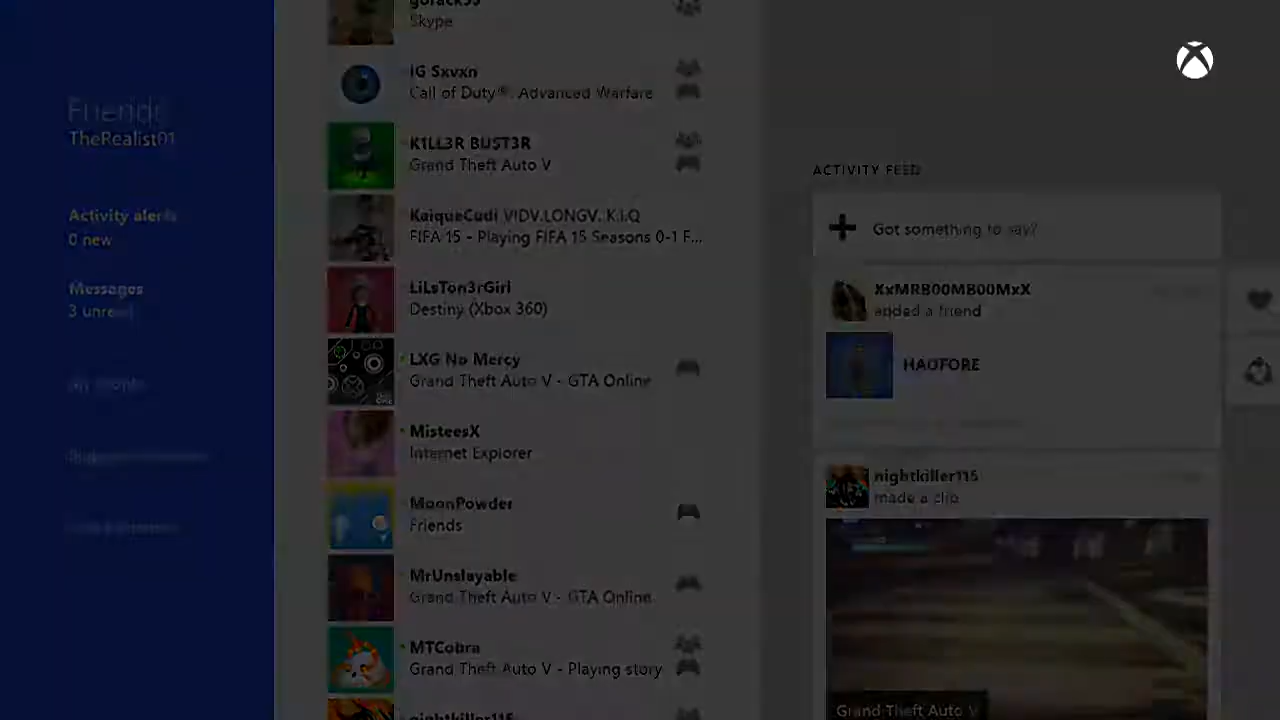 Friends
TheRealist01
Activity alerts
0 new
Messages
3 unread
Skype
IG Sxvxn
Call of Duty®: Advanced Warfare
K1LL3R BUST3R
Grand Theft Auto V
KaiqueCudi VIDV.LONGV. K.I.Q
FIFA 15 - Playing FIFA 15 Seasons 0-1 F...
LiLsTon3rGirl
Destiny (Xbox 360)
LXG No Mercy
Grand Theft Auto V - GTA Online
MisteesX
Internet Explorer
MoonPowder
Friends
MrUnslayable
Grand Theft Auto V - GTA Online
MTCobra
Grand Theft Auto V - Playing story
nightkiller115
ACTIVITY FEED
Got something to say?
XxMRB00MB00MxX
added a friend
HAOFORE
nightkiller115
made a clip
Grand Theft Auto V